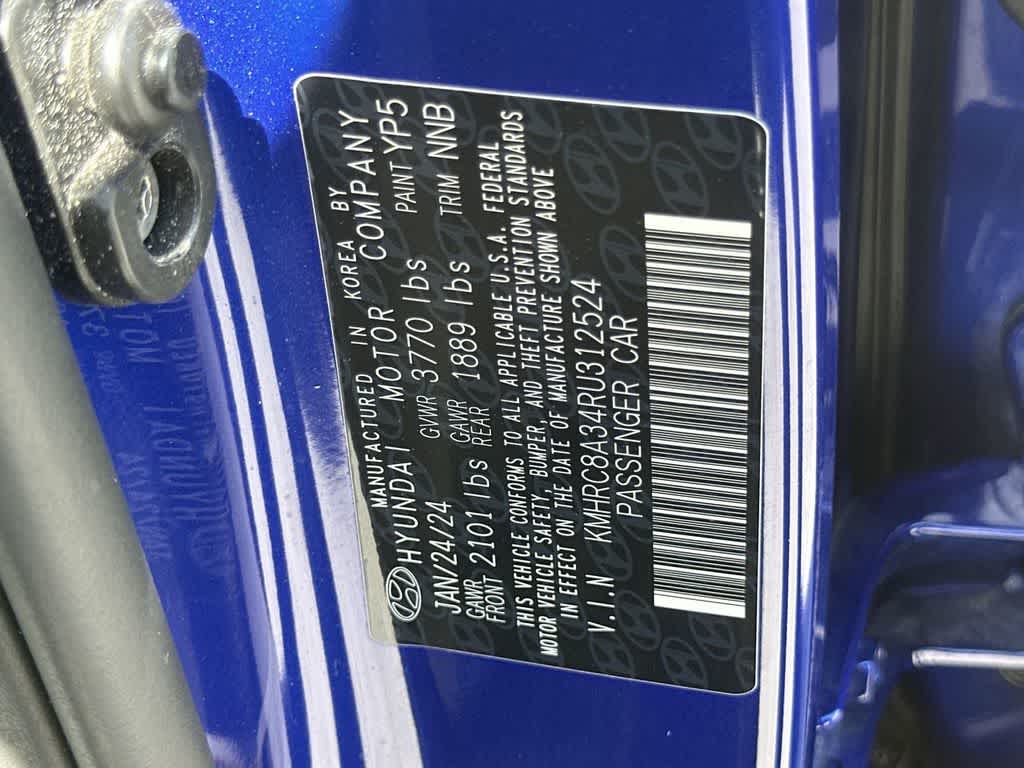 MANUFACTURED IN KOREA BY
HYUNDAI MOTOR COMPANY
JAN/24/24 GVWR 3770 lbs PAINT YP5
GAWR FRONT 2101 lbs GAWR REAR 1889 lbs TRIM NNB
THIS VEHICLE CONFORMS TO ALL APPLICABLE U.S.A. FEDERAL
MOTOR VEHICLE SAFETY, BUMPER, AND THEFT PREVENTION STANDARDS
IN EFFECT ON THE DATE OF MANUFACTURE SHOWN ABOVE
V.I.N KMHRC8A34RU312524
PASSENGER CAR